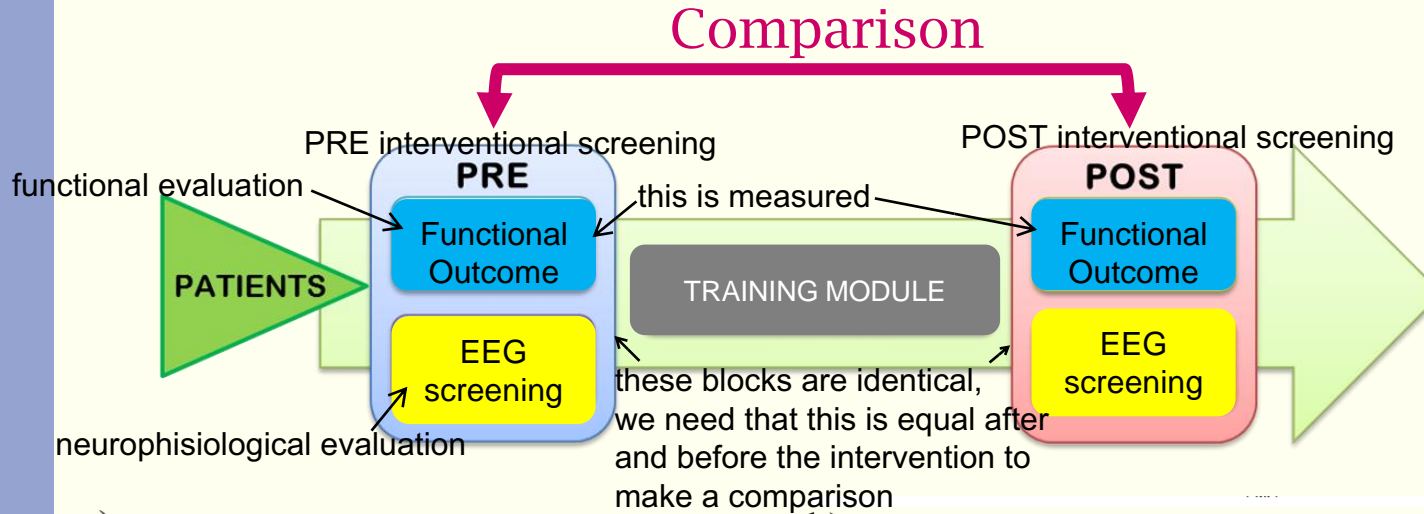 Comparison
PRE interventional screening
POST interventional screening
functional evaluation
PRE
this is measured
POST
Functional
Outcome
Functional
Outcome
PATIENTS
TRAINING MODULE
EEG
screening
EEG
screening
neurophisiological evaluation
these blocks are identical,
we need that this is equal after
and before the intervention to
make a comparison